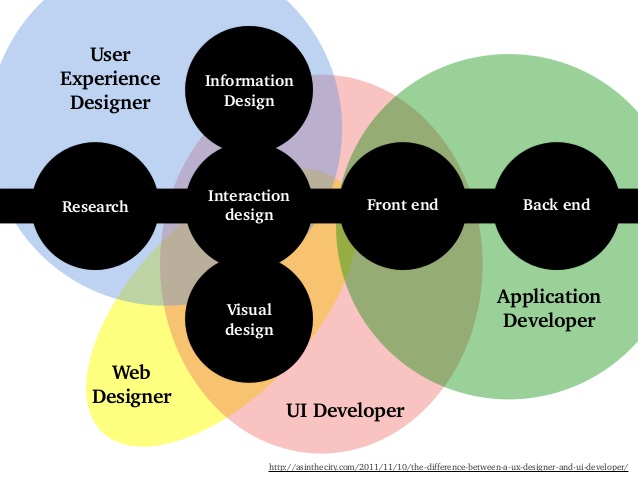 User
Experience
Designer
Information
Design
Research
Interaction
design
Front end
Back end
Visual
design
Application
Developer
Web
Designer
UI Developer
http://asinthecity.com/2011/11/10/the-difference-between-a-ux-designer-and-ui-developer/